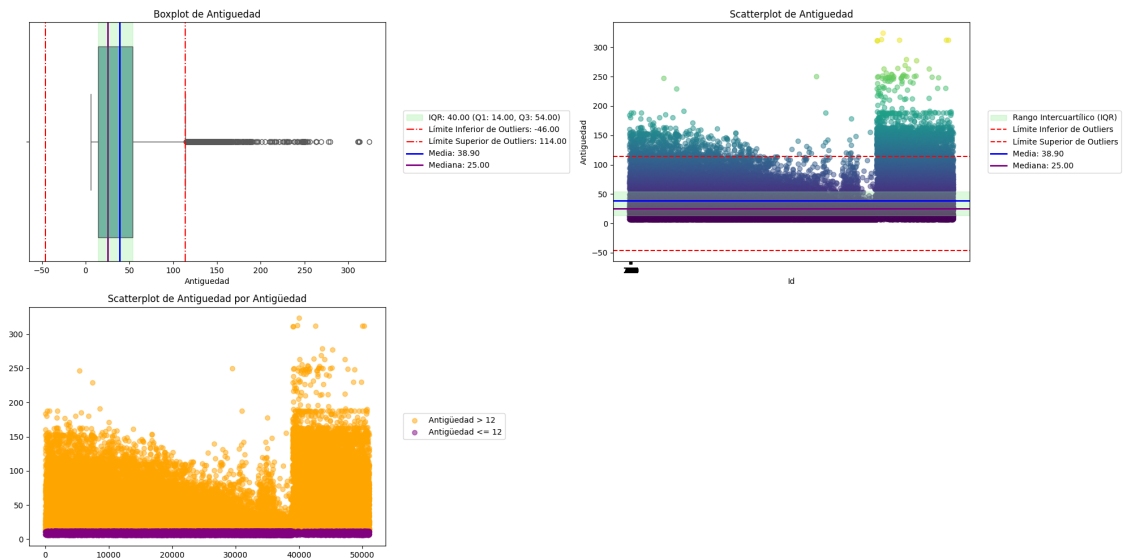 Boxplot de Antiguedad
−50 0 50 100 150 200 250 300
Antiguedad
IQR: 40.00 (Q1: 14.00, Q3: 54.00)
Límite Inferior de Outliers: -46.00
Límite Superior de Outliers: 114.00
Media: 38.90
Mediana: 25.00
Scatterplot de Antiguedad
300
250
200
150
100
50
0
−50
Antiguedad
Id
Rango Intercuartílico (IQR)
Límite Inferior de Outliers
Límite Superior de Outliers
Media: 38.90
Mediana: 25.00
Scatterplot de Antiguedad por Antigüedad
300
250
200
150
100
50
0
0 10000 20000 30000 40000 50000
Antigüedad > 12
Antigüedad <= 12